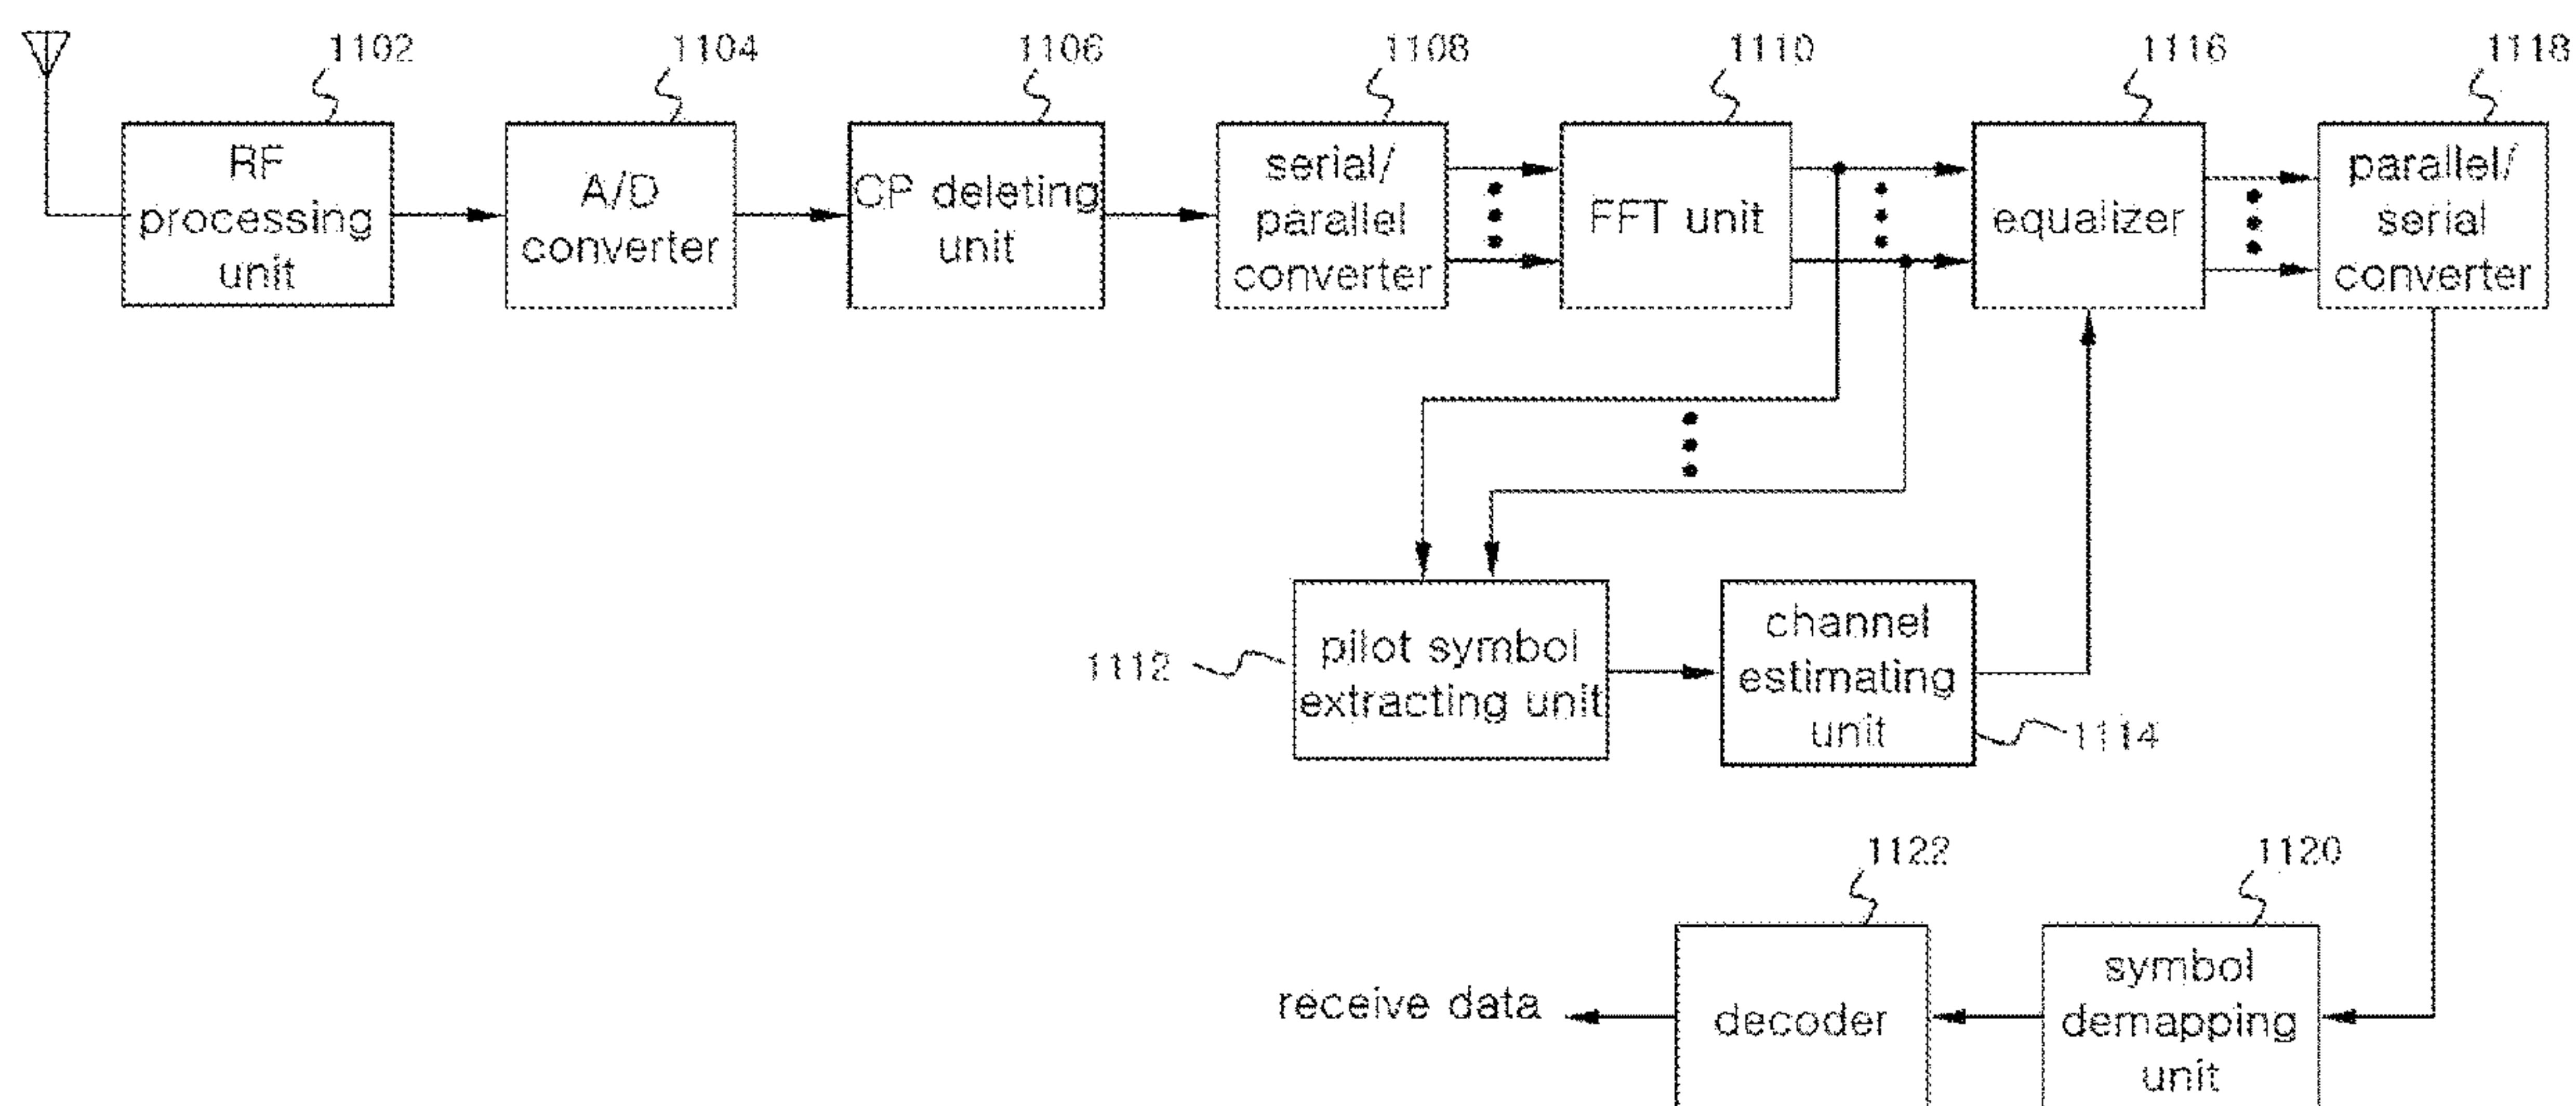 1102
1104
1106
1108
1110
1116
1118
RF
processing
unit
A/D
converter
CP deleting
unit
serial/
parallel
converter
FFT unit
equalizer
parallel/
serial
converter
1112
pilot symbol
extracting unit
channel
estimating
unit
1114
1122
1120
receive data
decoder
symbol
demapping
unit